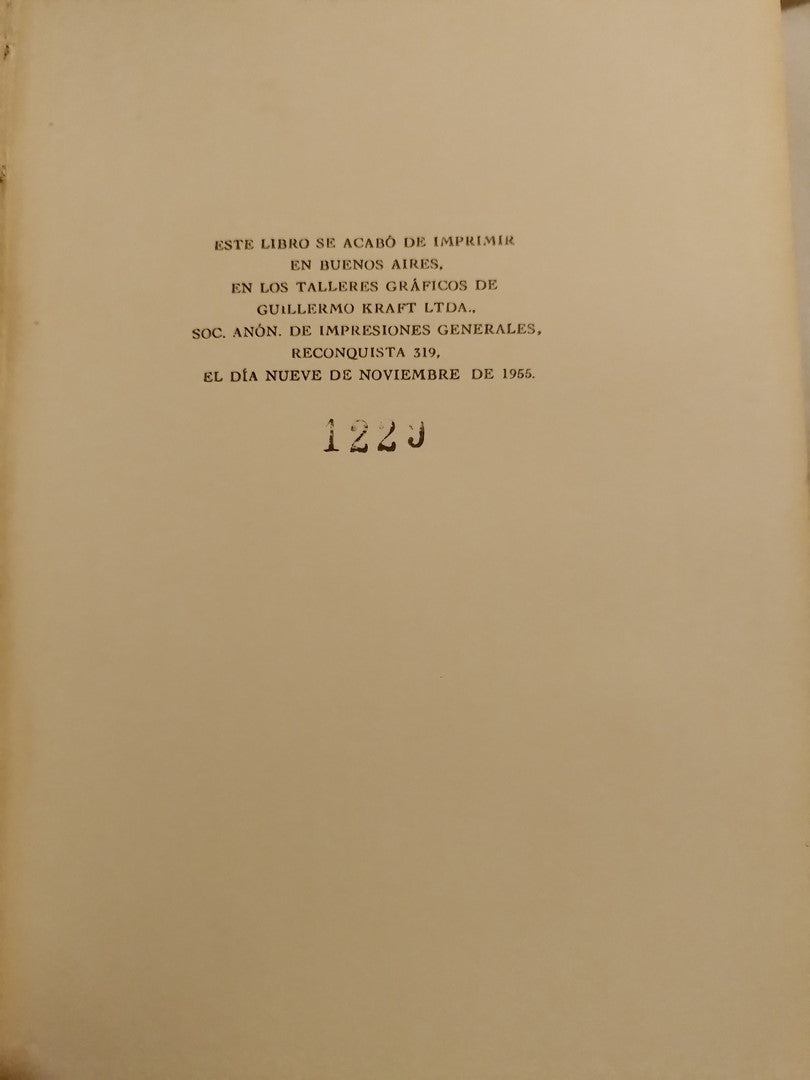 ESTE LIBRO SE ACABÓ DE IMPRIMIR
EN BUENOS AIRES,
EN LOS TALLERES GRÁFICOS DE
GUILLERMO KRAFT LTDA.,
SOC. ANÓN. DE IMPRESIONES GENERALES,
RECONQUISTA 319,
EL DÍA NUEVE DE NOVIEMBRE DE 1955.